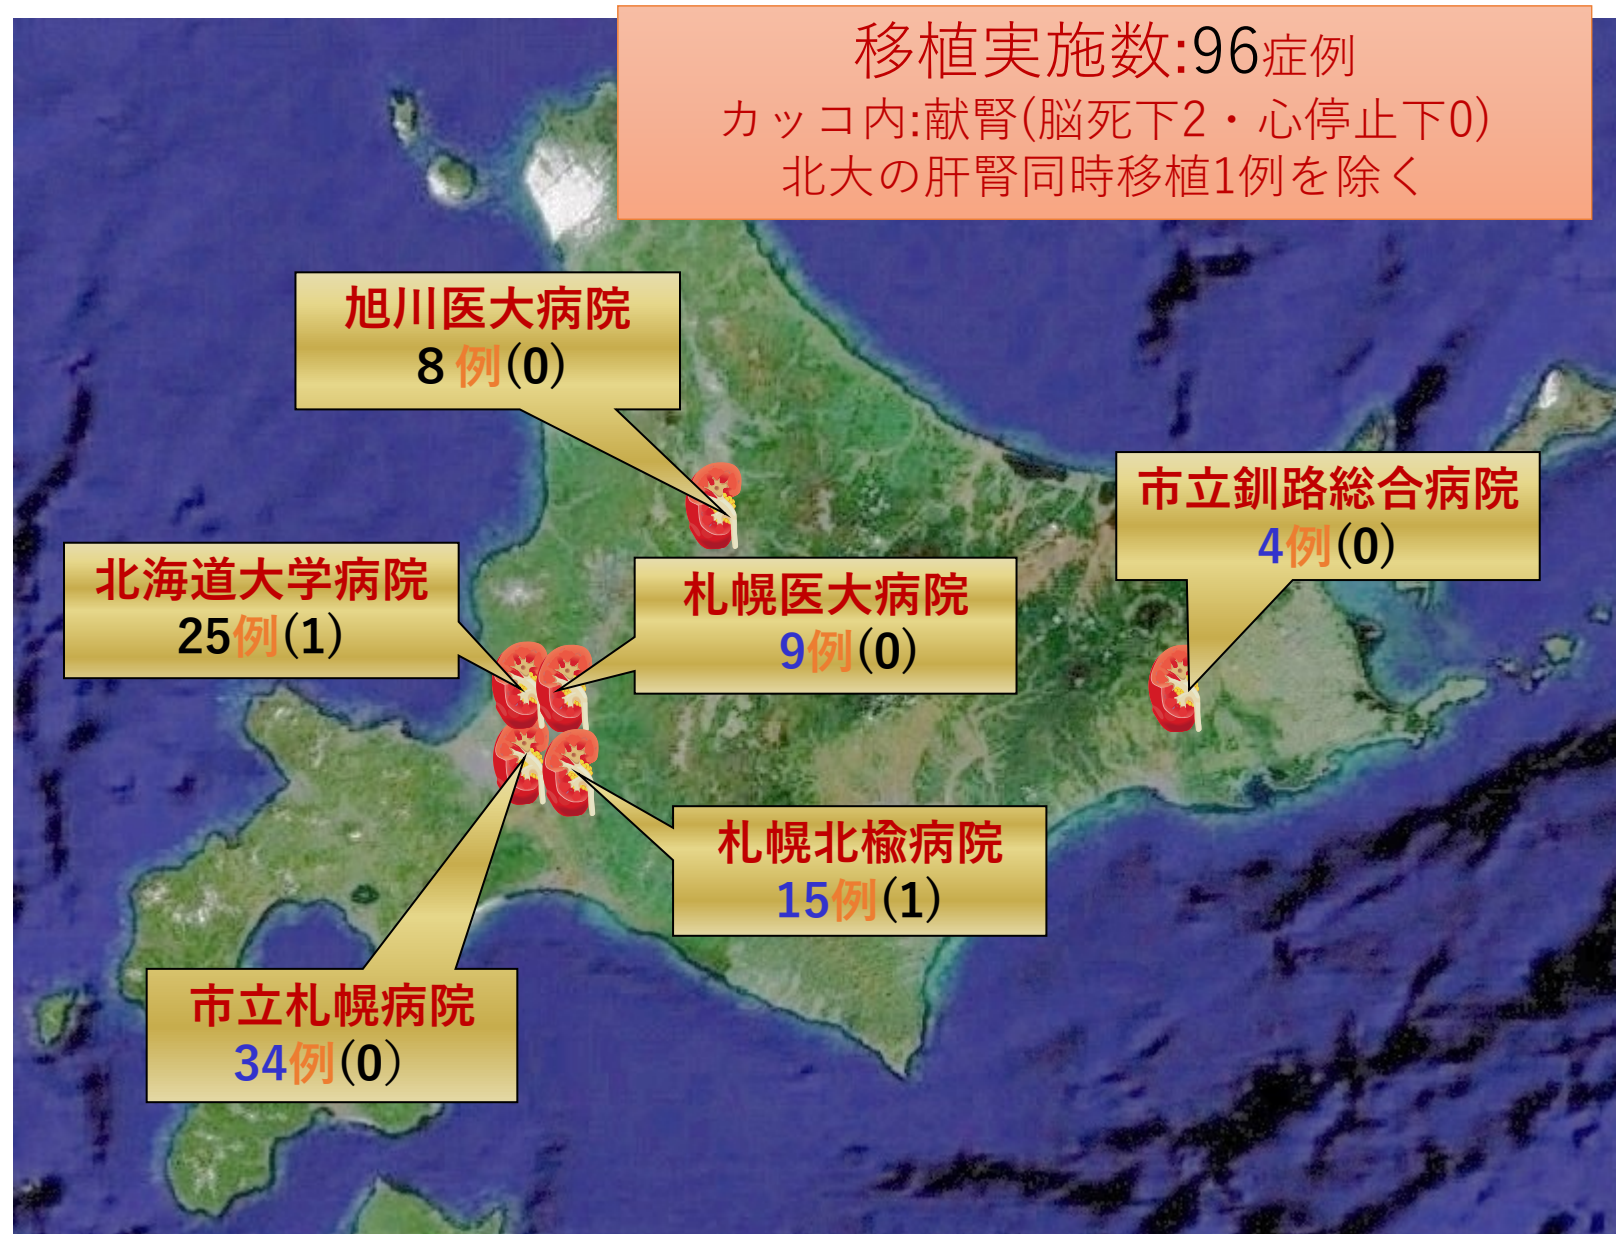 移植実施数:96症例
カッコ内:献腎(脳死下2・心停止下0)
北大の肝腎同時移植1例を除く
旭川医大病院
8例(0)
市立釧路総合病院
4例(0)
北海道大学病院
25例(1)
札幌医大病院
9例(0)
札幌北楡病院
15例(1)
市立札幌病院
34例(0)